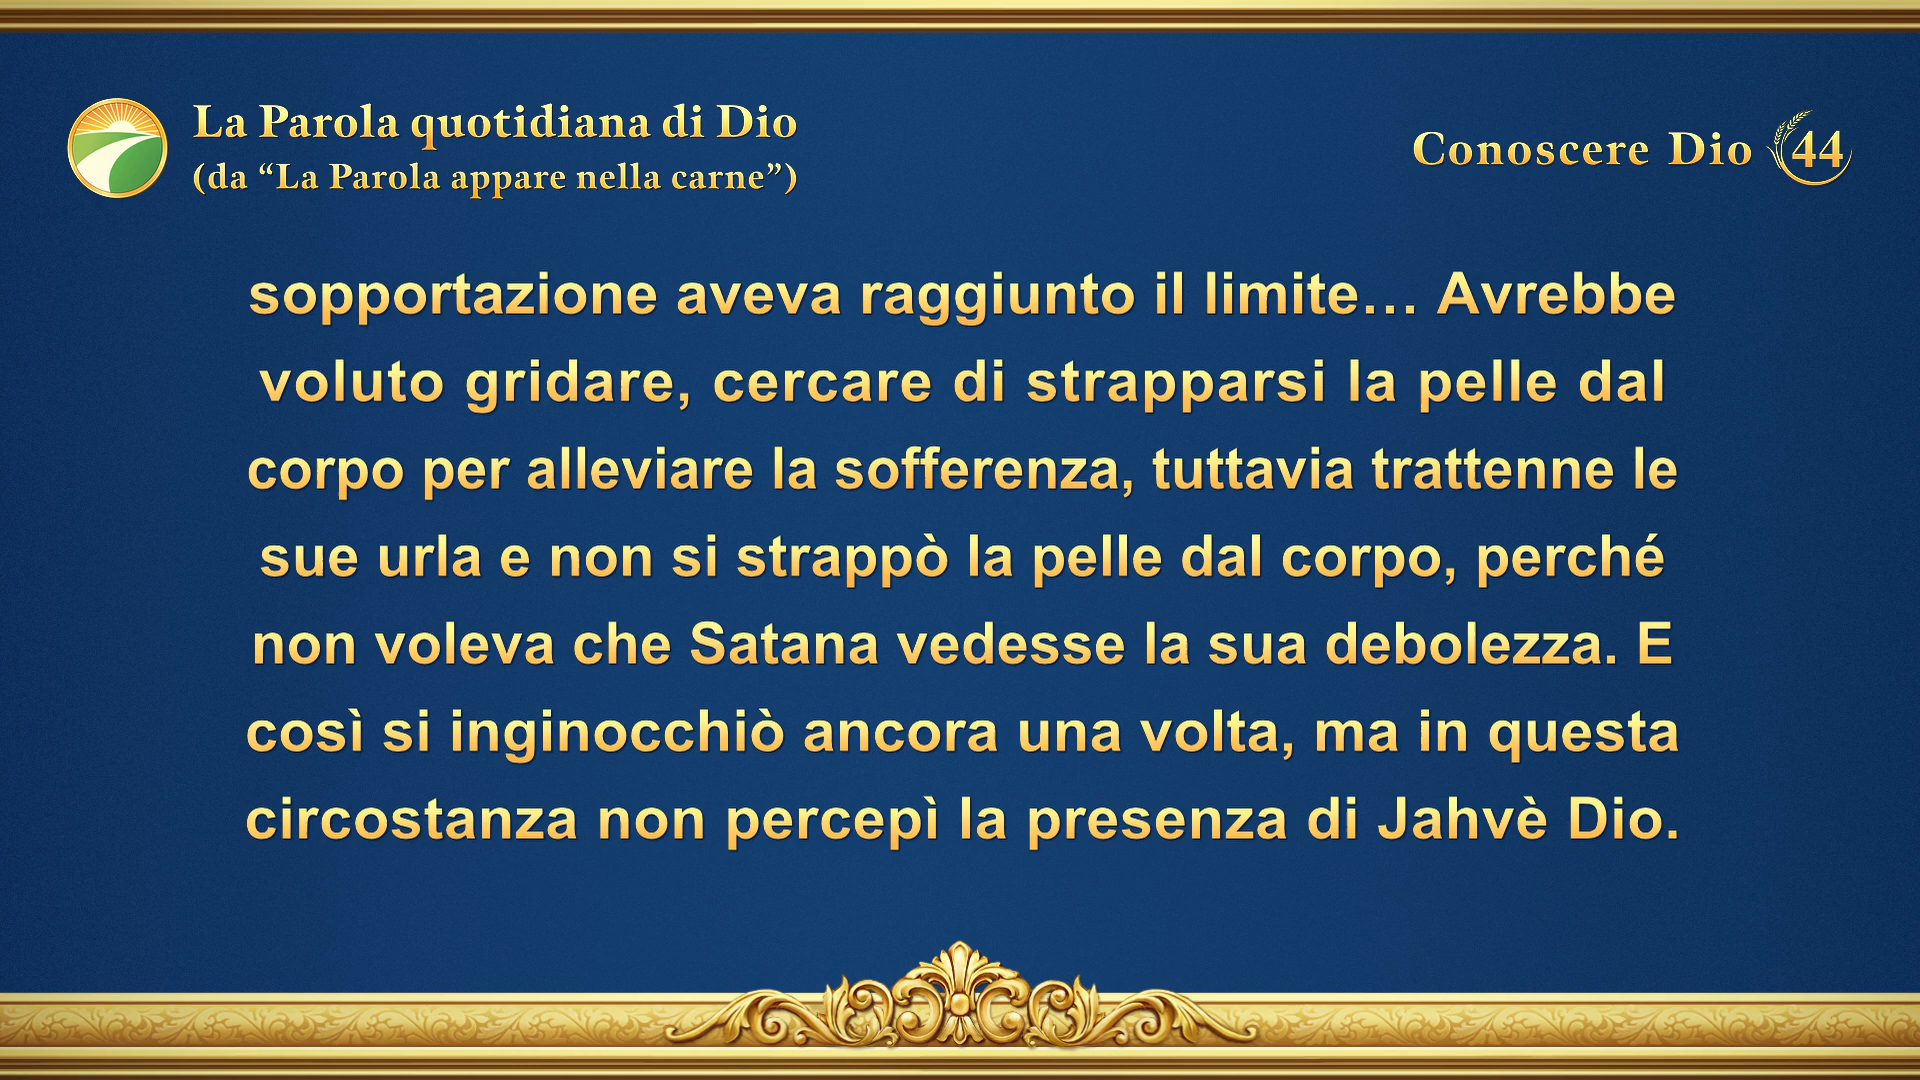 La Parola quotidiana di Dio
(da “La Parola appare nella carne”)
Conoscere Dio 44
sopportazione aveva raggiunto il limite… Avrebbe
voluto gridare, cercare di strapparsi la pelle dal
corpo per alleviare la sofferenza, tuttavia trattenne le
sue urla e non si strappò la pelle dal corpo, perché
non voleva che Satana vedesse la sua debolezza. E
così si inginocchiò ancora una volta, ma in questa
circostanza non percepì la presenza di Jahvè Dio.